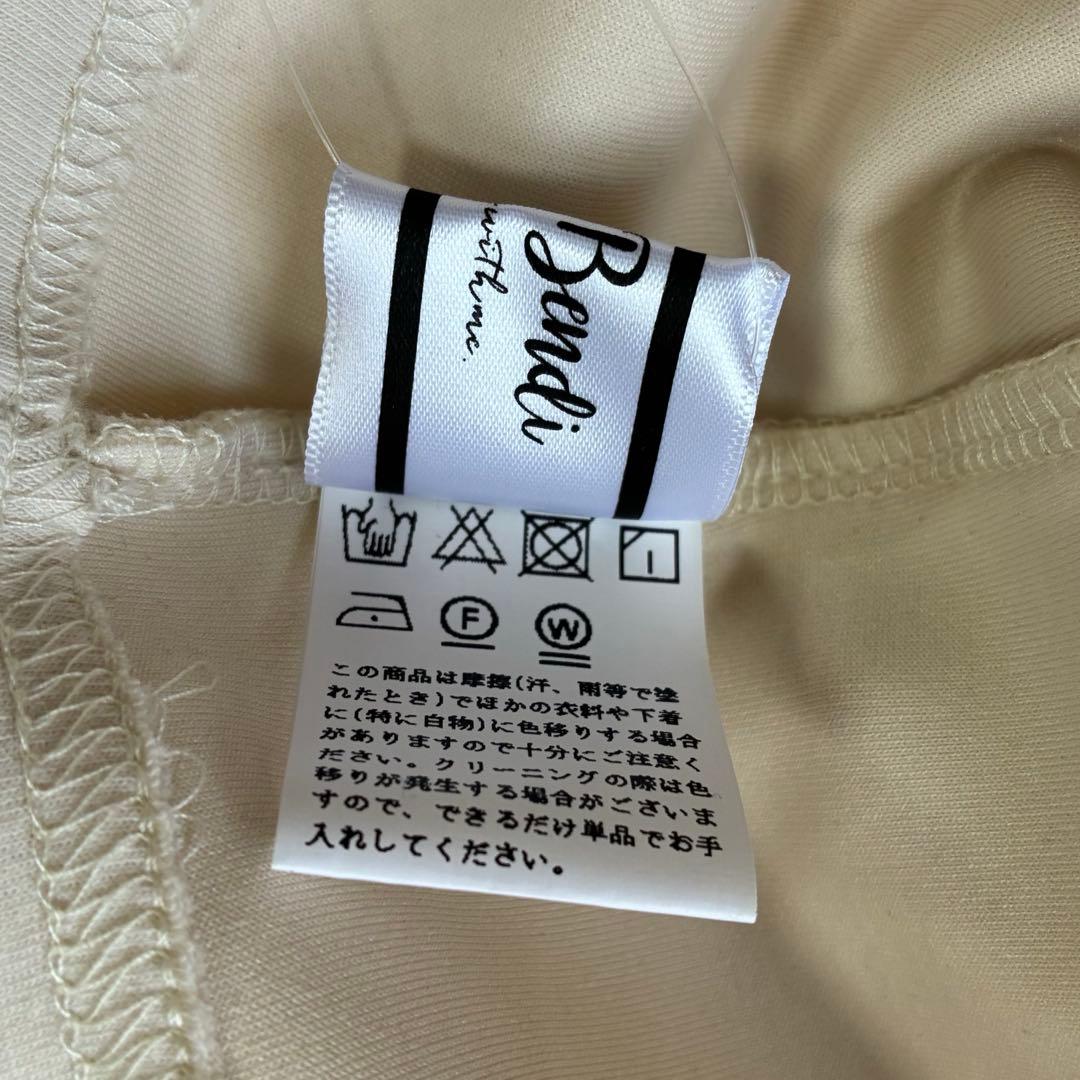 Bendi
withme.
F
W
この商品は摩擦(汗、雨等で塗
れたとき)でほかの衣料や下着
に(特に白物)に色移りする場合
がありますので十分にご注意く
ださい。クリーニングの際は色
移りが発生する場合がございま
すので、できるだけ単品でお手
入れしてください。